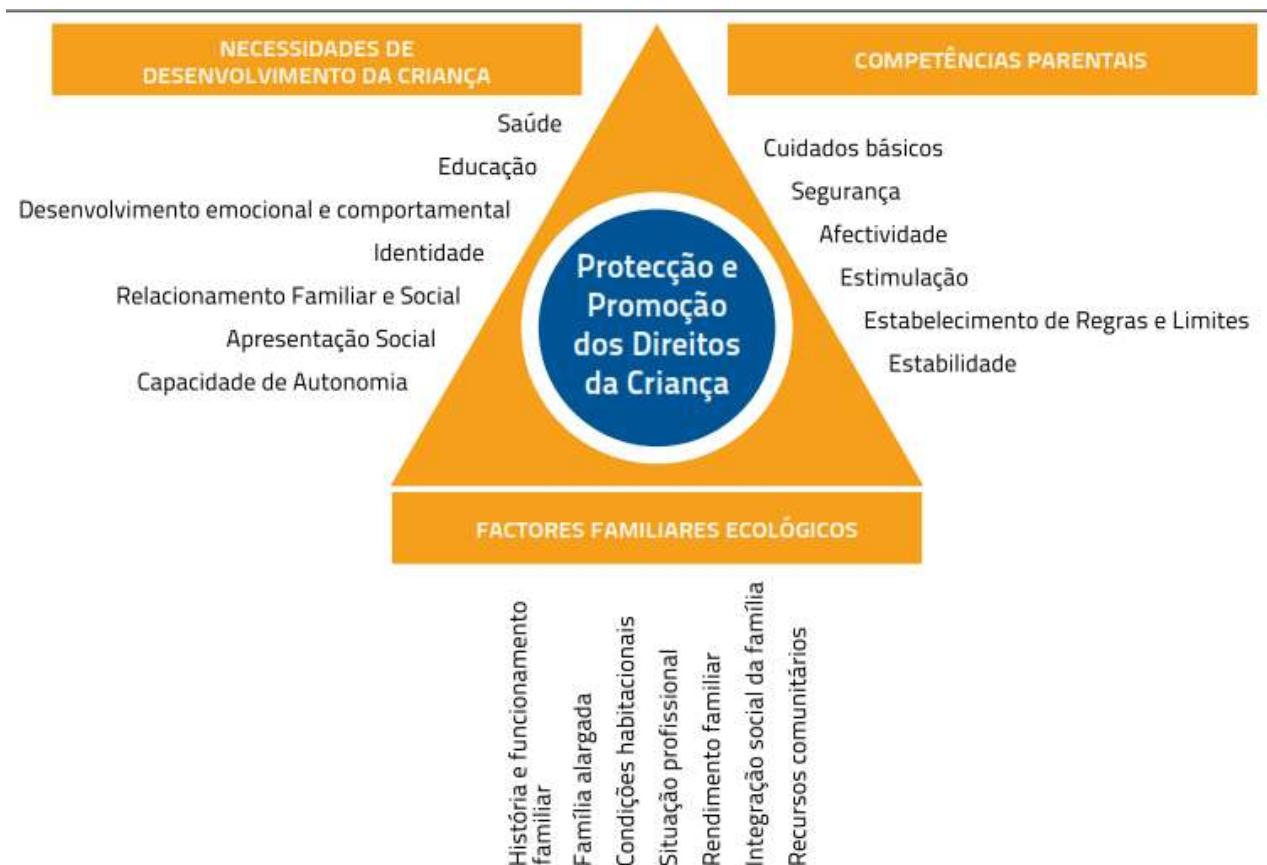 NECESSIDADES DE
DESENVOLVIMENTO DA CRIANÇA
Saúde
Educação
Desenvolvimento emocional e comportamental
Identidade
Relacionamento Familiar e Social
Apresentação Social
Capacidade de Autonomia
COMPETÊNCIAS PARENTAIS
Cuidados básicos
Segurança
Afectividade
Estimulação
Estabelecimento de Regras e Limites
Estabilidade
Protecção e
Promoção
dos Direitos
da Criança
FACTORES FAMILIARES ECOLÓGICOS
História e funcionamento
familiar
Família alargada
Condições habitacionais
Situação profissional
Rendimento familiar
Integração social da família
Recursos comunitários